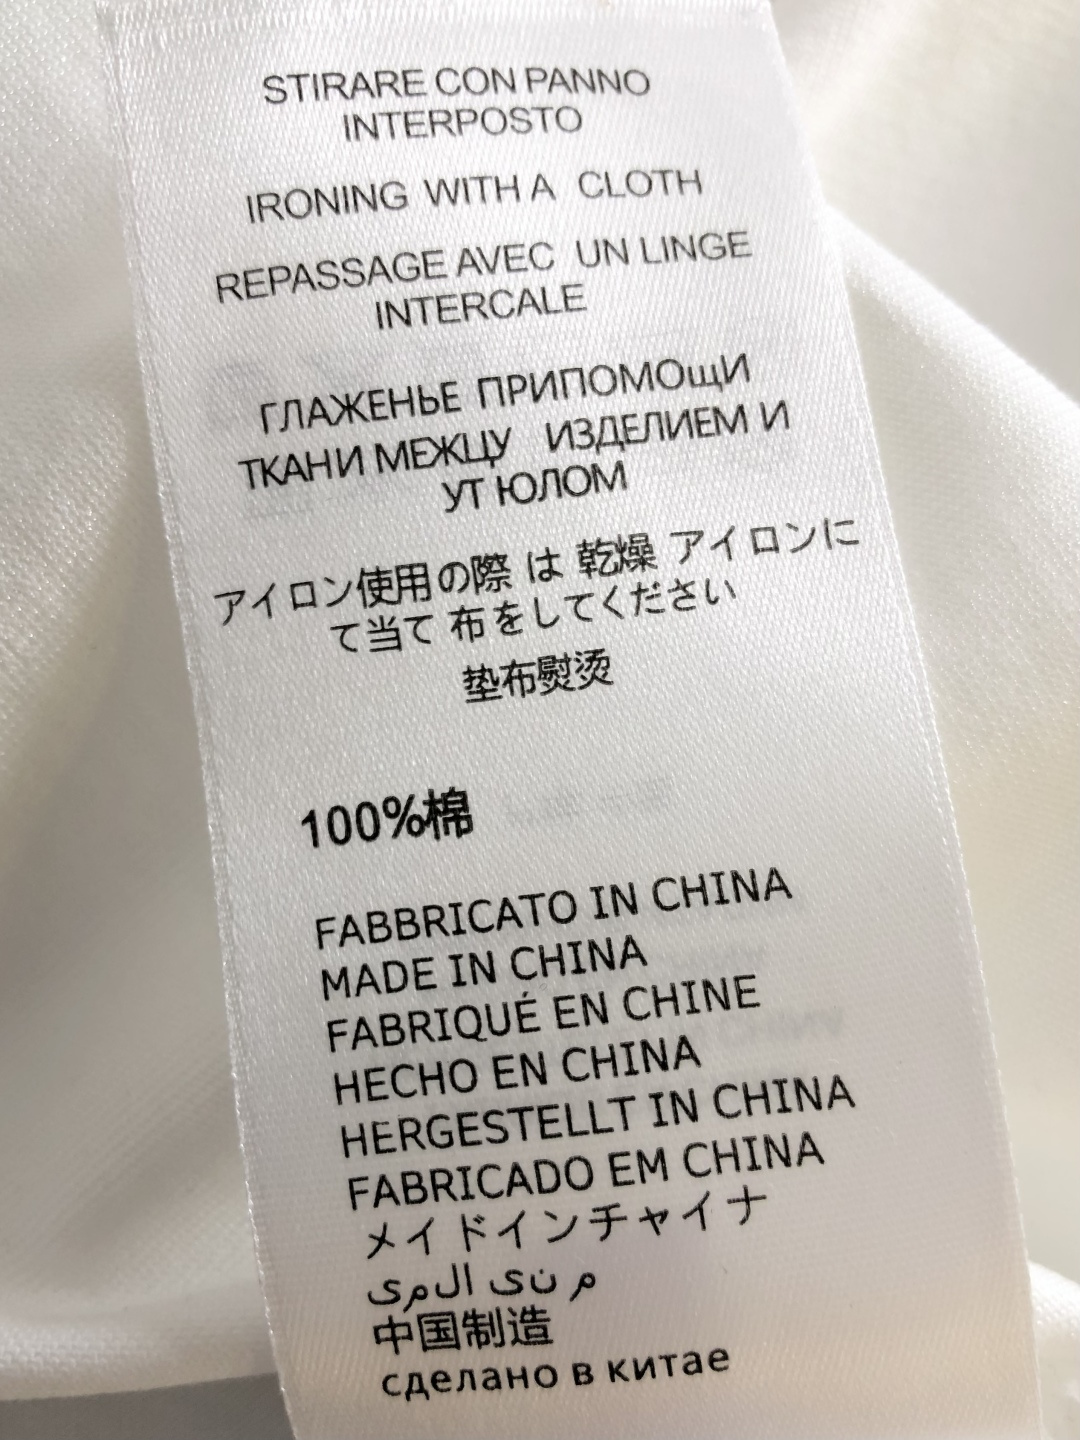 STIRARE CON PANNO
INTERPOSTO
IRONING WITH A CLOTH
REPASSAGE AVEC UN LINGE
INTERCALE
ГЛАЖЕНЬЕ ПРИПОМОщИ
ТКАНИ МЕЖЦУ ИЗДЕЛИЕМ И
УТ ЮЛОМ
アイロン使用の際 は 乾燥 アイロンに
て当て 布をしてください
垫布熨烫
100%棉
FABBRICATO IN CHINA
MADE IN CHINA
FABRIQUÉ EN CHINE
HECHO EN CHINA
HERGESTELLT IN CHINA
FABRICADO EM CHINA
メイドインチャイナ
م نى المى
中国制造
сделано в китае